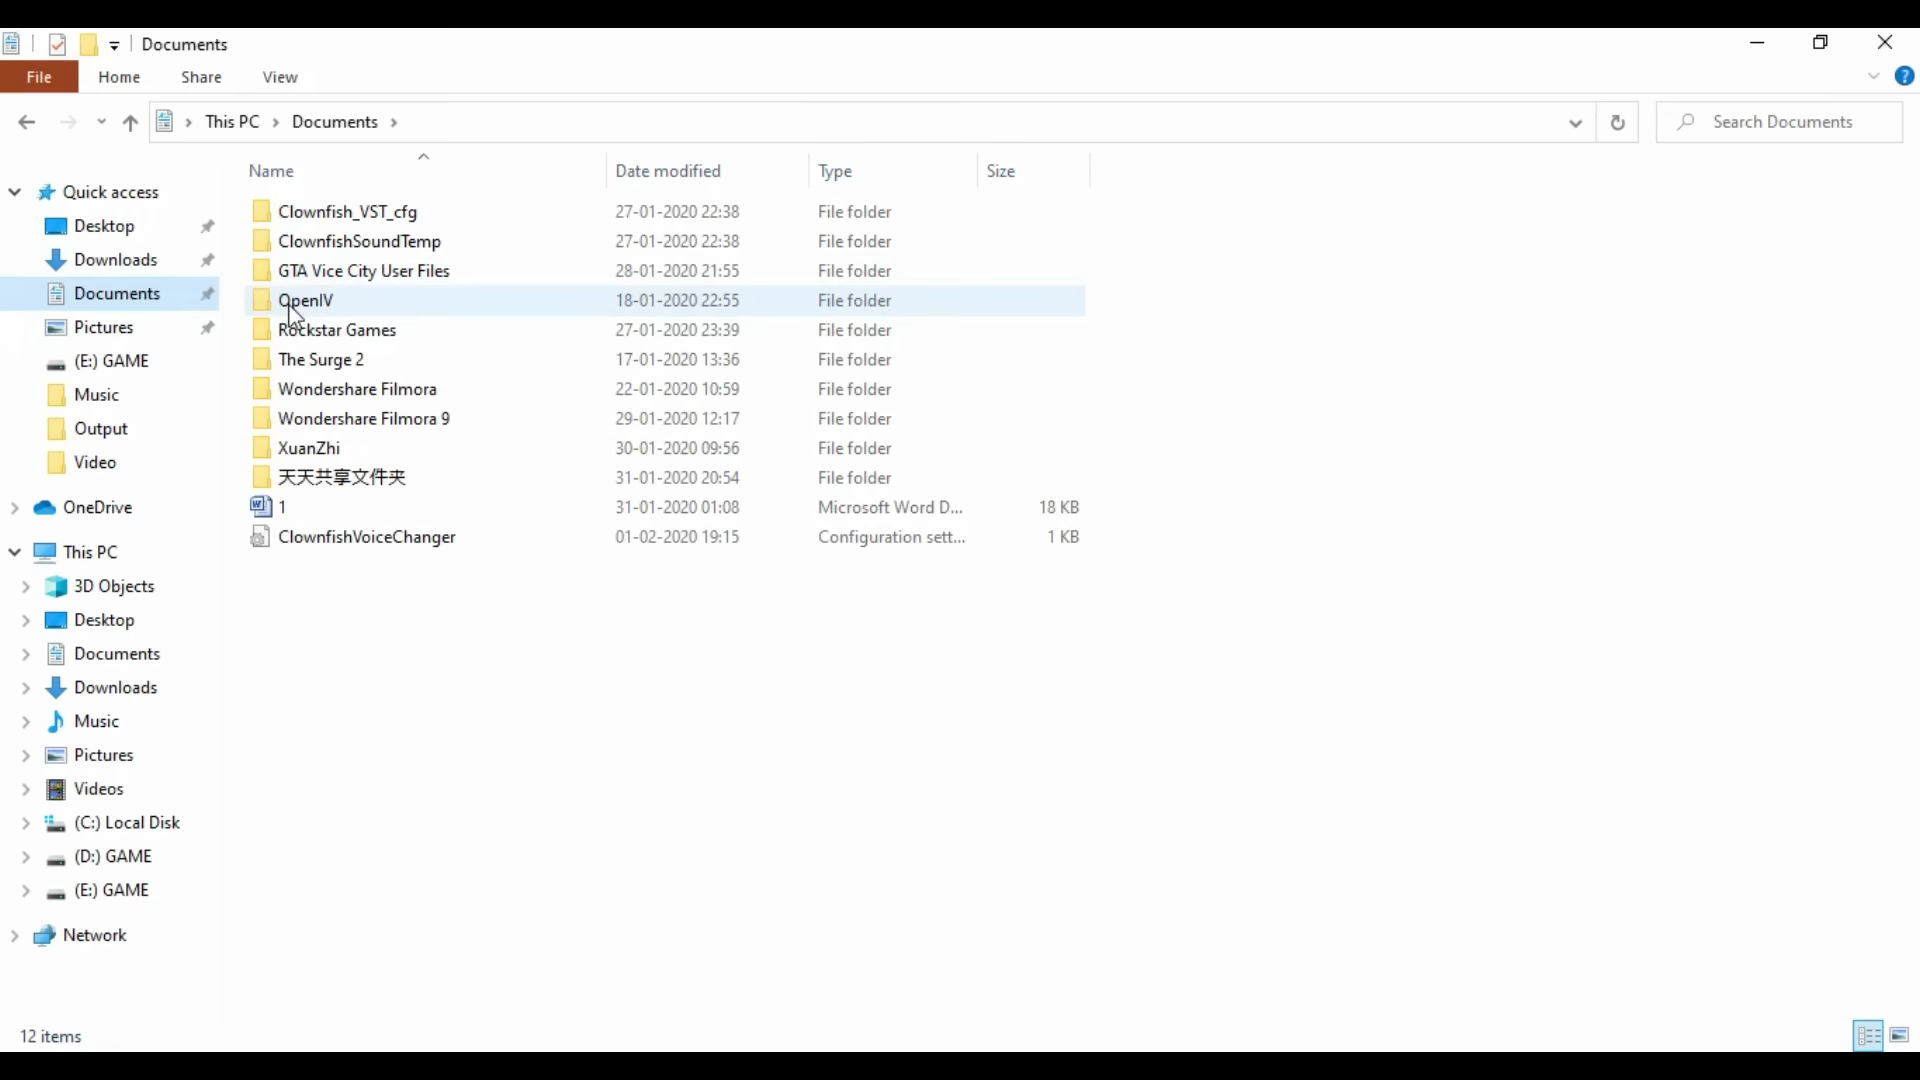 Documents
File Home Share View
This PC Documents Search Documents
Name Date modified Type Size
Quick access
Desktop
Downloads
Documents
Pictures
(E:) GAME
Music
Output
Video
OneDrive
This PC
3D Objects
Desktop
Documents
Downloads
Music
Pictures
Videos
(C:) Local Disk
(D:) GAME
(E:) GAME
Network
Clownfish_VST_cfg 27-01-2020 22:38 File folder
ClownfishSoundTemp 27-01-2020 22:38 File folder
GTA Vice City User Files 28-01-2020 21:55 File folder
OpenIV 18-01-2020 22:55 File folder
Rockstar Games 27-01-2020 23:39 File folder
The Surge 2 17-01-2020 13:36 File folder
Wondershare Filmora 22-01-2020 10:59 File folder
Wondershare Filmora 9 29-01-2020 12:17 File folder
XuanZhi 30-01-2020 09:56 File folder
天天共享文件夹 31-01-2020 20:54 File folder
1 31-01-2020 01:08 Microsoft Word D... 18 KB
ClownfishVoiceChanger 01-02-2020 19:15 Configuration sett... 1 KB
12 items